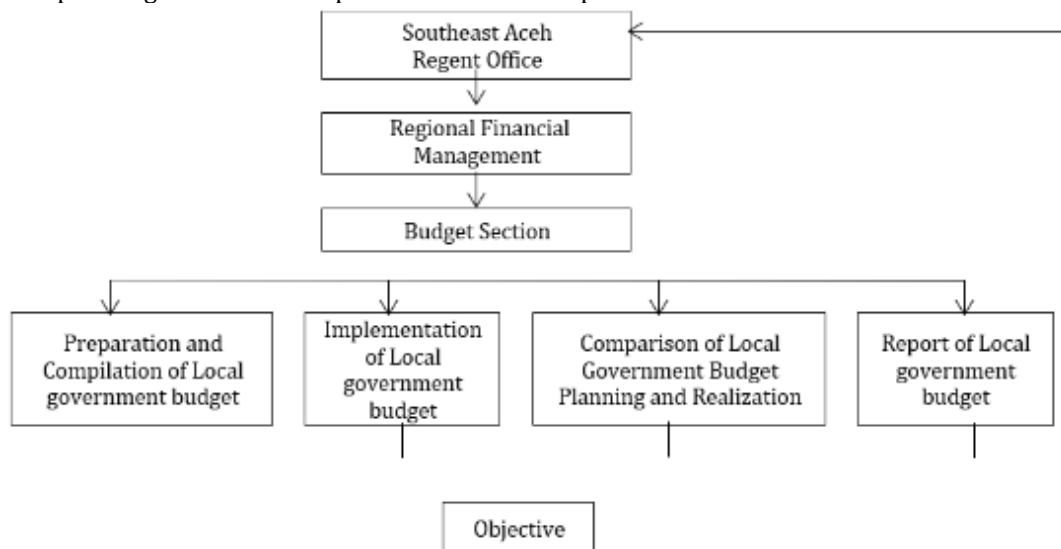 Southeast Aceh
Regent Office
Regional Financial
Management
Budget Section
Preparation and
Compilation of Local
government budget
Implementation
of Local
government
budget
Comparison of Local
Government Budget
Planning and Realization
Report of Local
government
budget
Objective